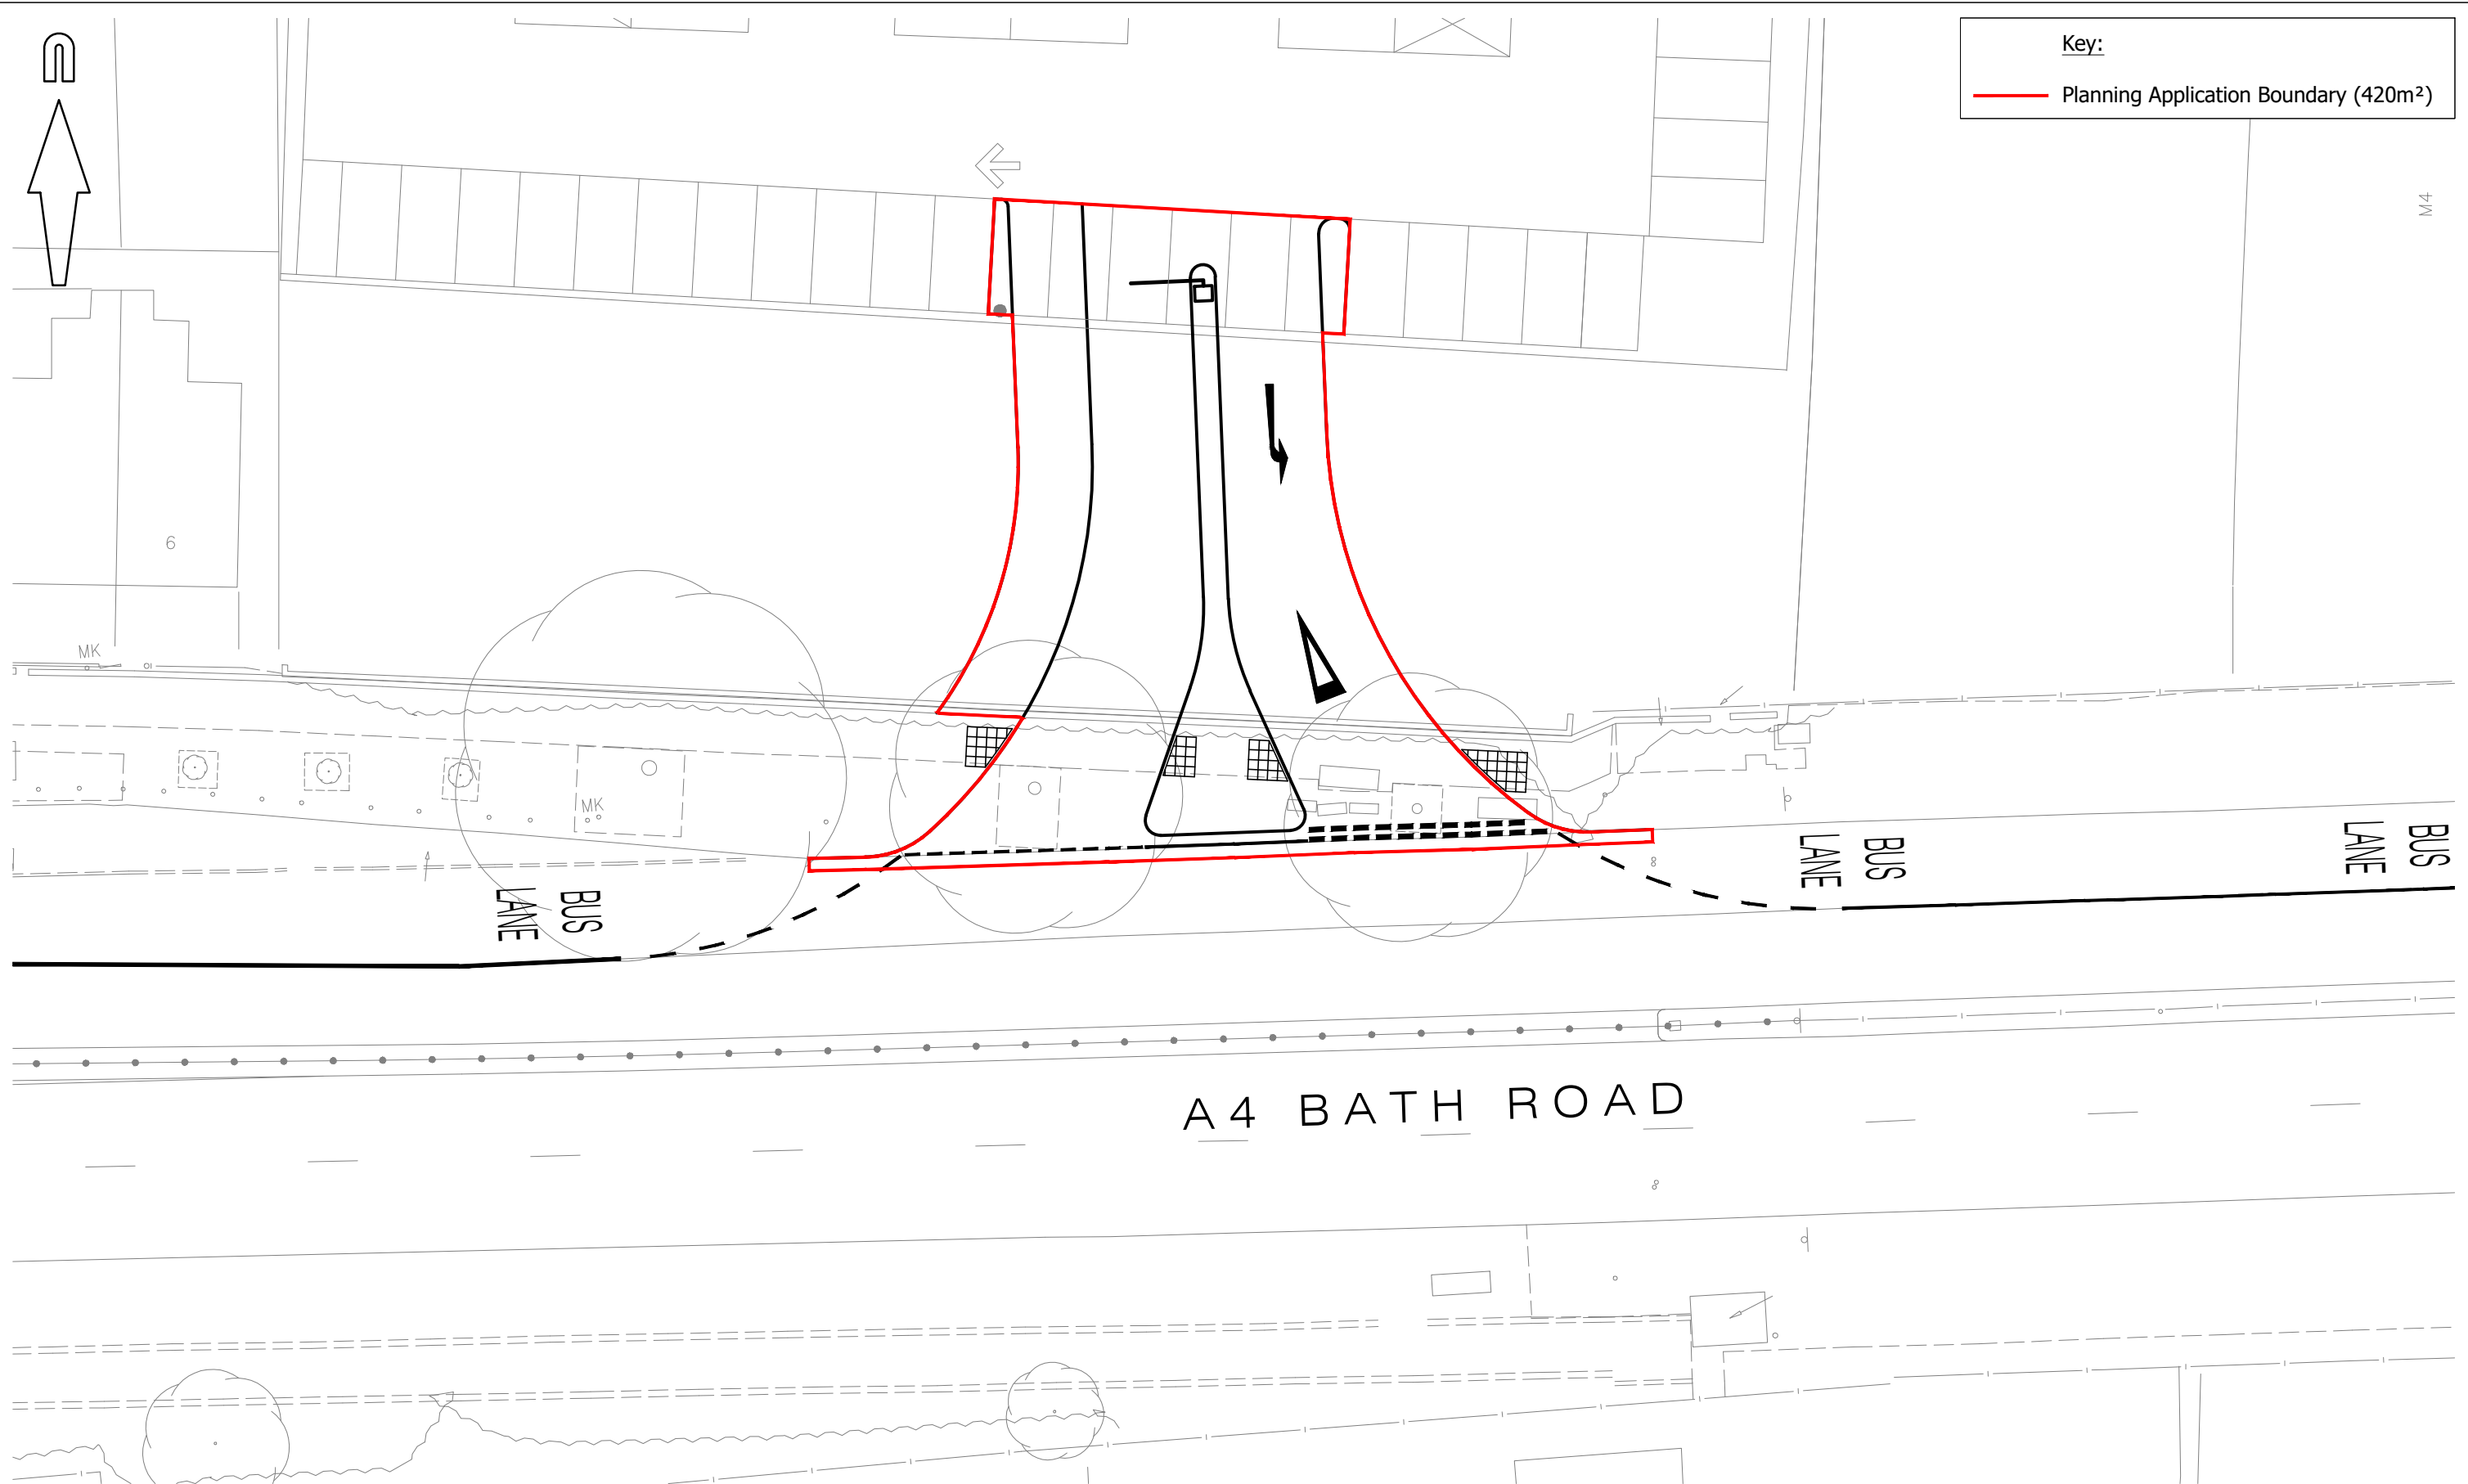 n
Key:
Planning Application Boundary (420m²)
M4
6
MK
MK
BUS
LANE
BUS
LANE
BUS
LANE
A4 BATH ROAD